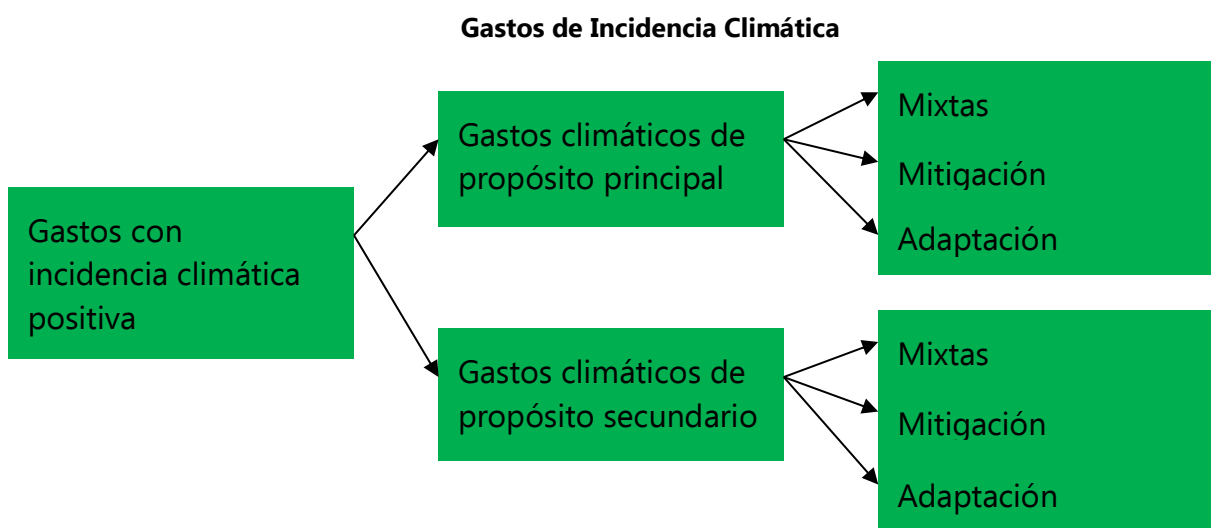 Gastos de Incidencia Climática
Gastos con
incidencia climática
positiva
Gastos climáticos de
propósito principal
Mixtas
Mitigación
Adaptación
Gastos climáticos de
propósito secundario
Mixtas
Mitigación
Adaptación